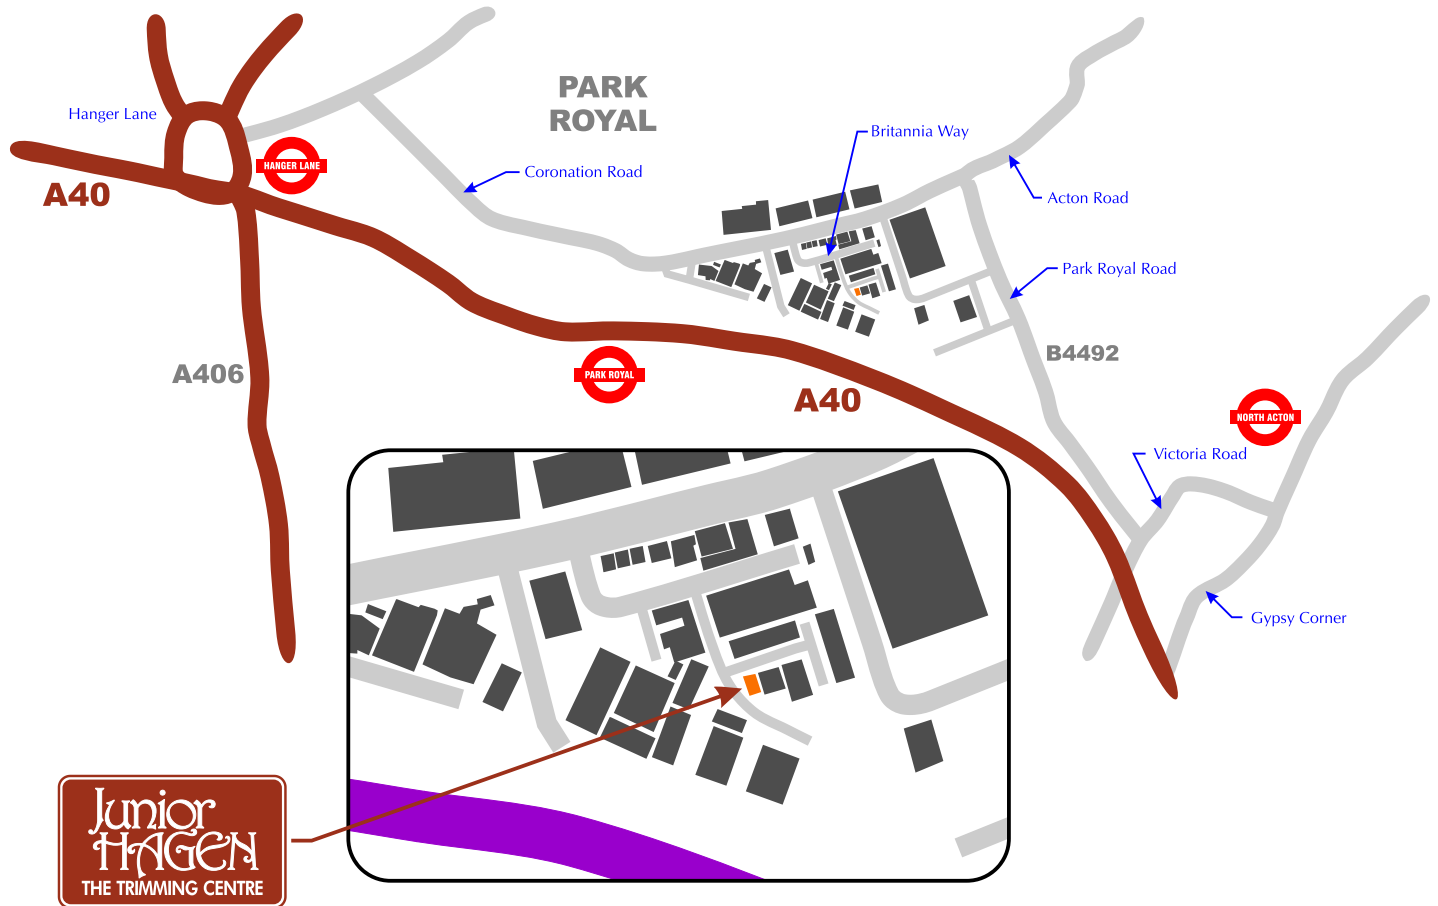 PARK
ROYAL
Hanger Lane
Britannia Way
HANGER LANE
Coronation Road
A40
Acton Road
Park Royal Road
B4492
A406
PARK ROYAL
A40
NORTH ACTON
Victoria Road
Gypsy Corner
Junior
HAGEN
THE TRIMMING CENTRE